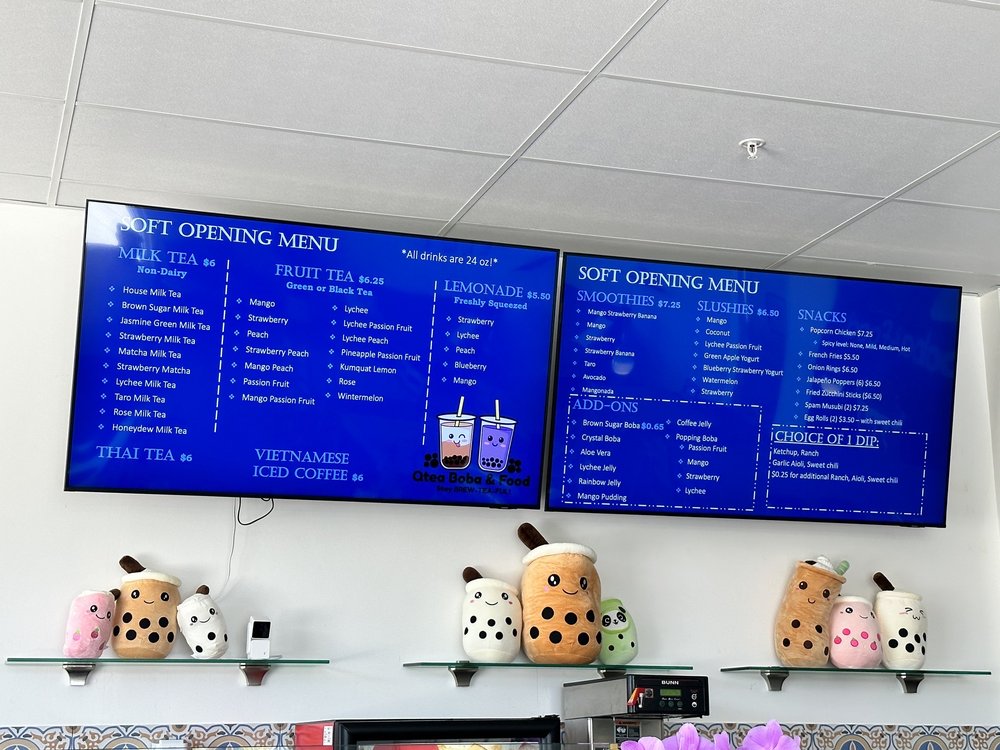 SOFT OPENING MENU
*All drinks are 24 oz!*
MILK TEA $6
Non-Dairy
House Milk Tea
Brown Sugar Milk Tea
Jasmine Green Milk Tea
Strawberry Milk Tea
Matcha Milk Tea
Strawberry Matcha
Lychee Milk Tea
Taro Milk Tea
Rose Milk Tea
Honeydew Milk Tea
THAI TEA $6
FRUIT TEA $6.25
Green or Black Tea
Mango
Strawberry
Peach
Strawberry Peach
Mango Peach
Passion Fruit
Mango Passion Fruit
Lychee
Lychee Passion Fruit
Lychee Peach
Pineapple Passion Fruit
Kumquat Lemon
Rose
Wintermelon
VIETNAMESE
ICED COFFEE $6
LEMONADE $5.50
Freshly Squeezed
Strawberry
Lychee
Peach
Blueberry
Mango
Qtea Boba & Food
Stay BREW-TEA-FUL!
SOFT OPENING MENU
SMOOTHIES $7.25
Mango Strawberry Banana
Mango
Strawberry
Strawberry Banana
Taro
Avocado
Mangonada
SLUSHIES $6.50
Mango
Coconut
Lychee Passion Fruit
Green Apple Yogurt
Blueberry Strawberry Yogurt
Watermelon
Strawberry
SNACKS
Popcorn Chicken $7.25
Spicy level: None, Mild, Medium, Hot
French Fries $5.50
Onion Rings $6.50
Jalapeño Poppers (6) $6.50
Fried Zucchini Sticks ($6.50)
Spam Musubi (2) $7.25
Egg Rolls (2) $3.50 – with sweet chili
ADD-ONS
Brown Sugar Boba $0.65
Crystal Boba
Aloe Vera
Lychee Jelly
Rainbow Jelly
Mango Pudding
Coffee Jelly
Popping Boba
Passion Fruit
Mango
Strawberry
Lychee
CHOICE OF 1 DIP:
Ketchup, Ranch
Garlic Aioli, Sweet chili
$0.25 for additional Ranch, Aioli, Sweet chili
BUNN